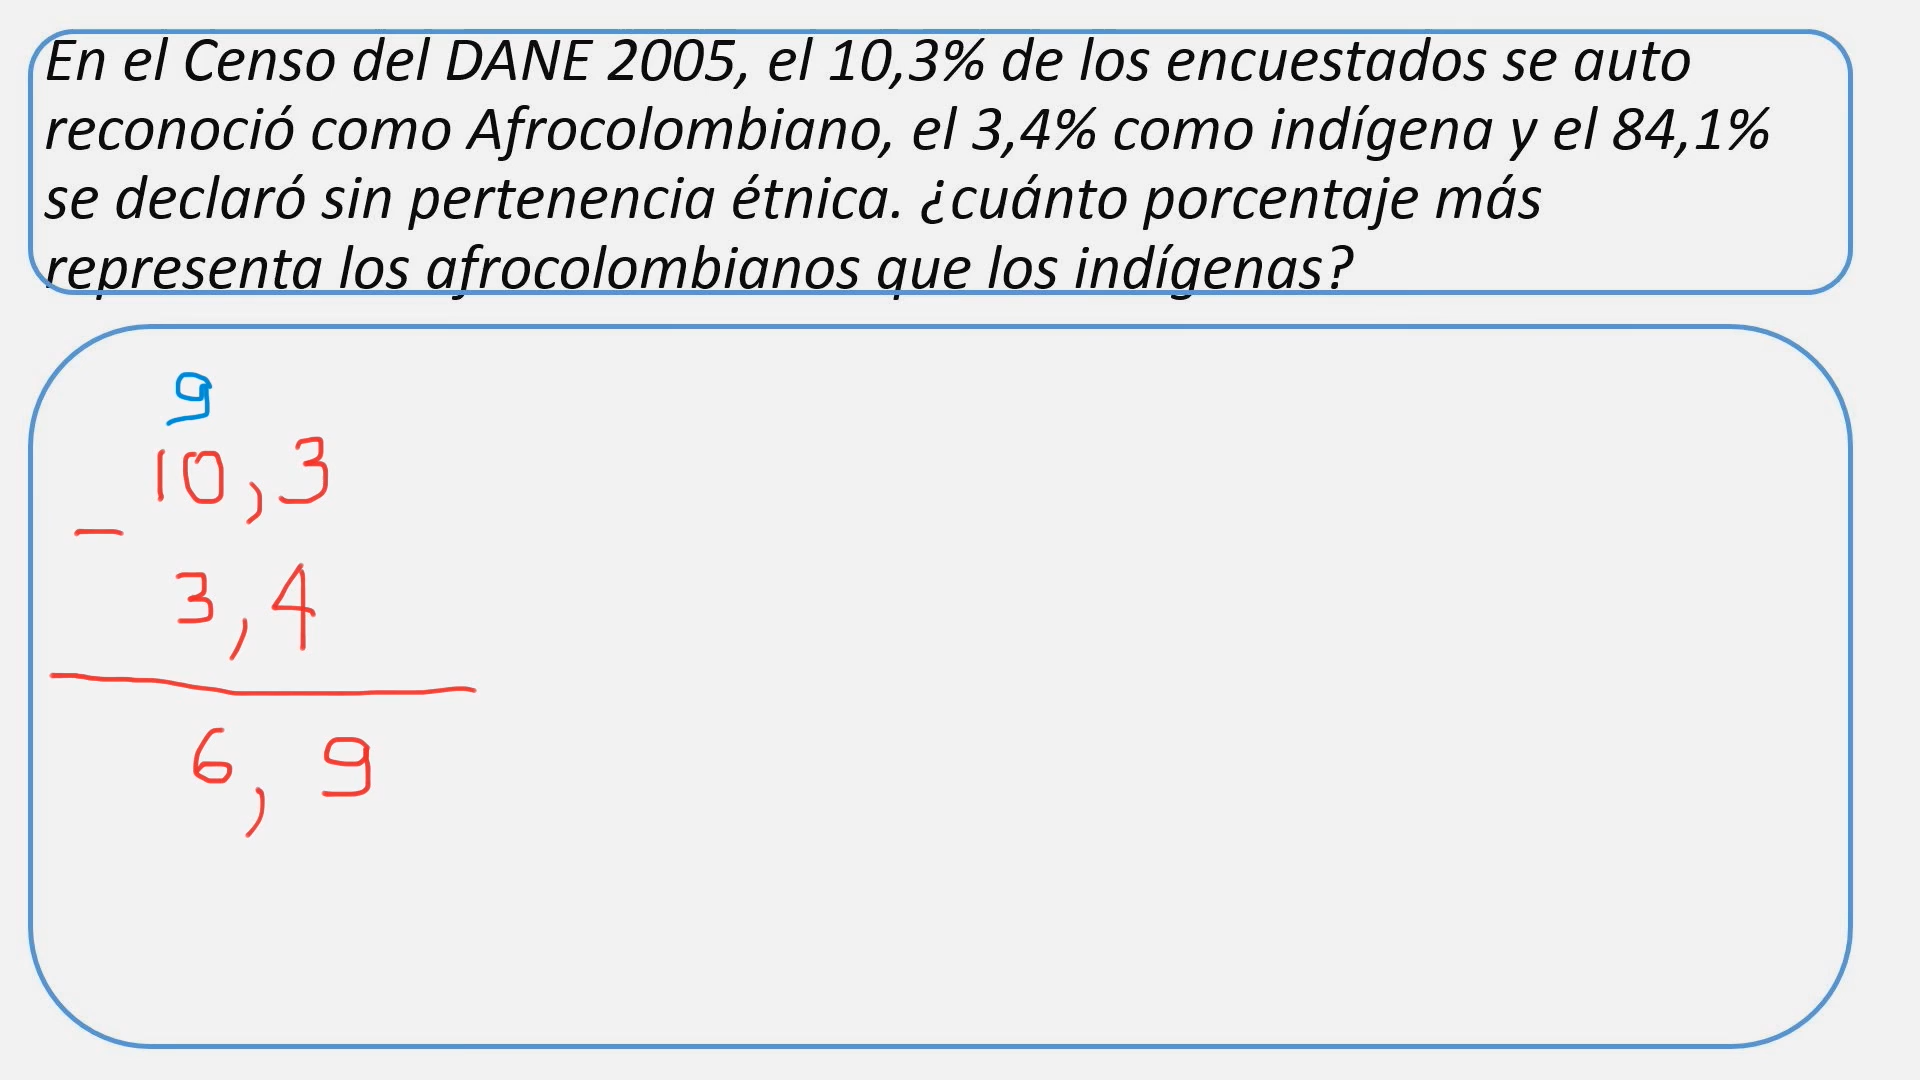 En el Censo del DANE 2005, el 10,3% de los encuestados se auto
reconoció como Afrocolombiano, el 3,4% como indígena y el 84,1%
se declaró sin pertenencia étnica. ¿cuánto porcentaje más
representa los afrocolombianos que los indígenas?
9
10,3
−
3,4
6,9